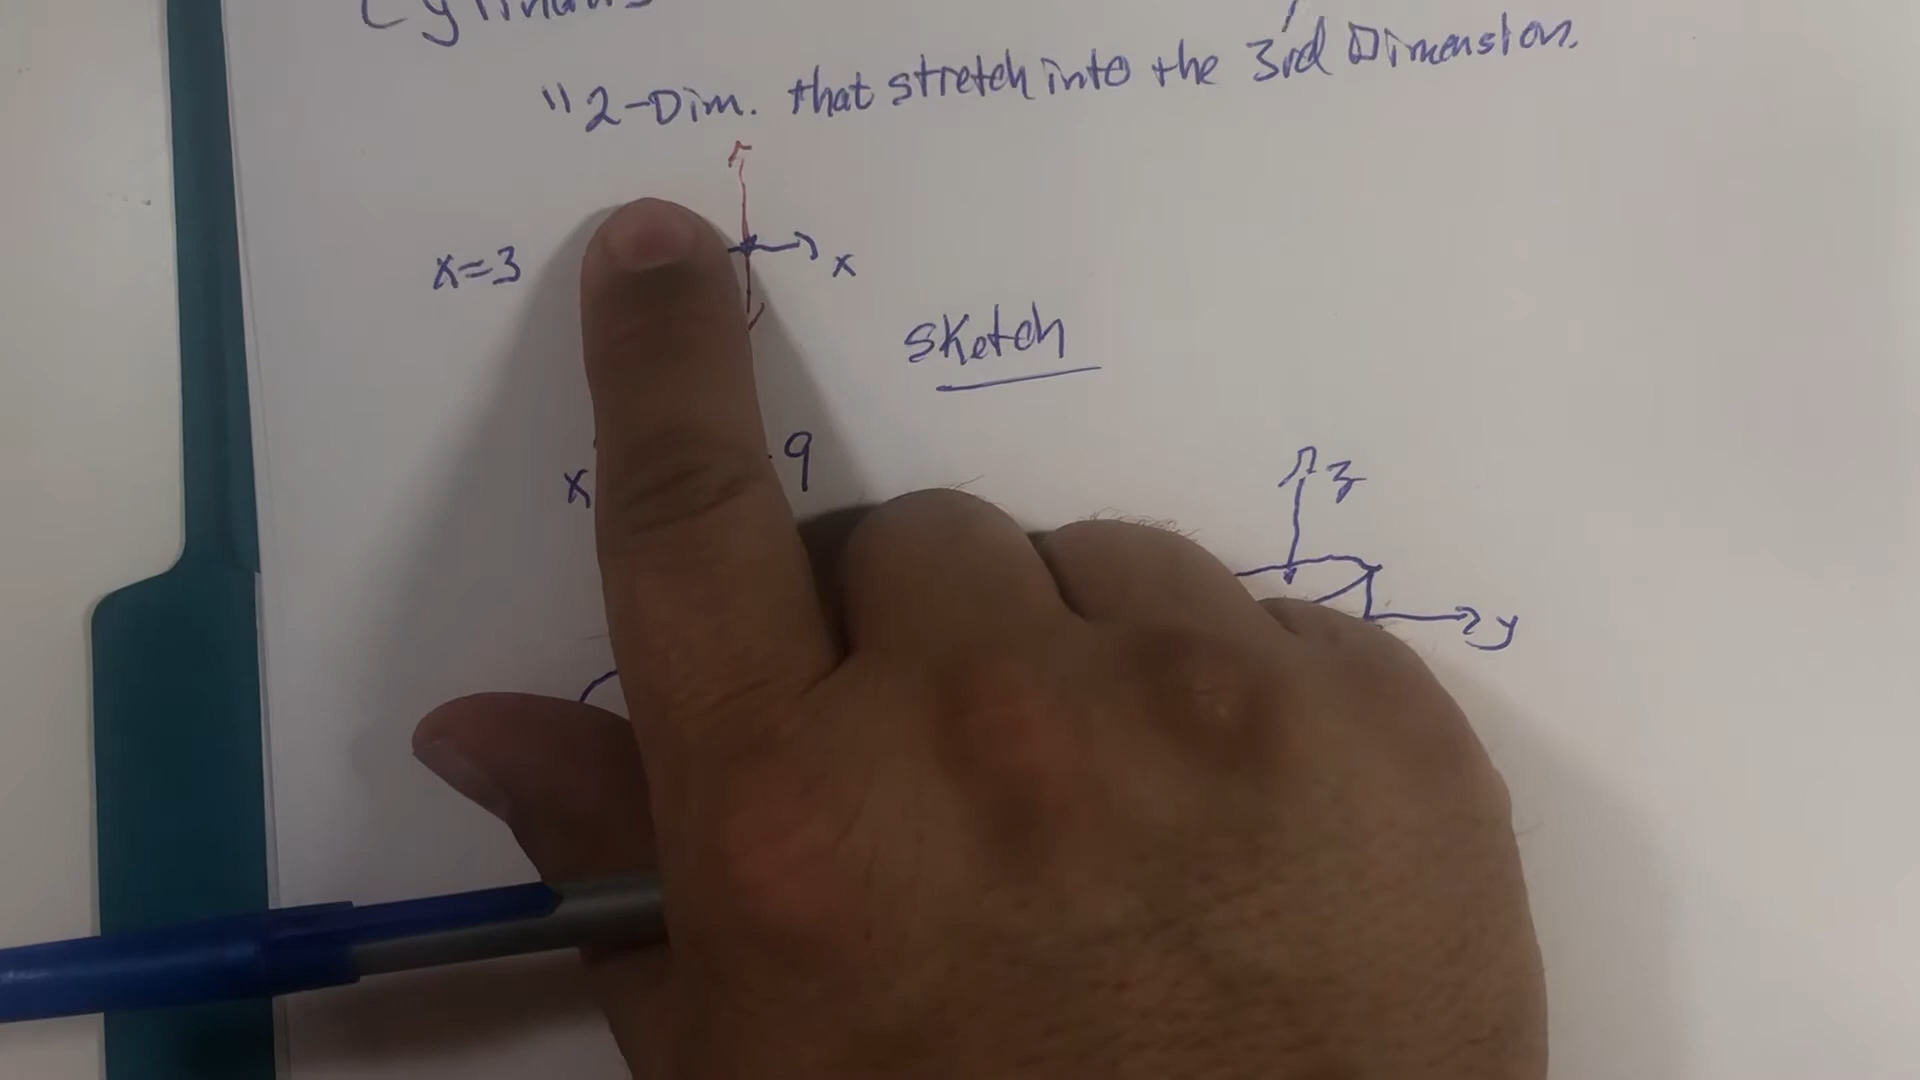 "2-Dim. that stretch into the 3rd Dimension.
x=3
x
Sketch
x
9
z
y